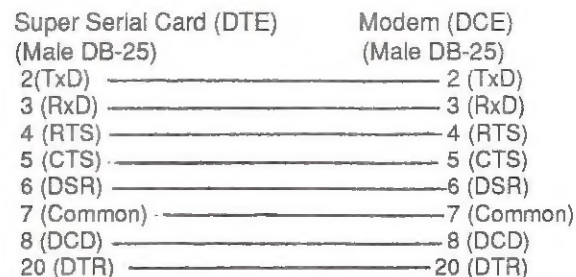 Super Serial Card (DTE) Modem (DCE)
(Male DB-25) (Male DB-25)
2(TxD) 2 (TxD)
3 (RxD) 3 (RxD)
4 (RTS) 4 (RTS)
5 (CTS) 5 (CTS)
6 (DSR) 6 (DSR)
7 (Common) 7 (Common)
8 (DCD) 8 (DCD)
20 (DTR) 20 (DTR)